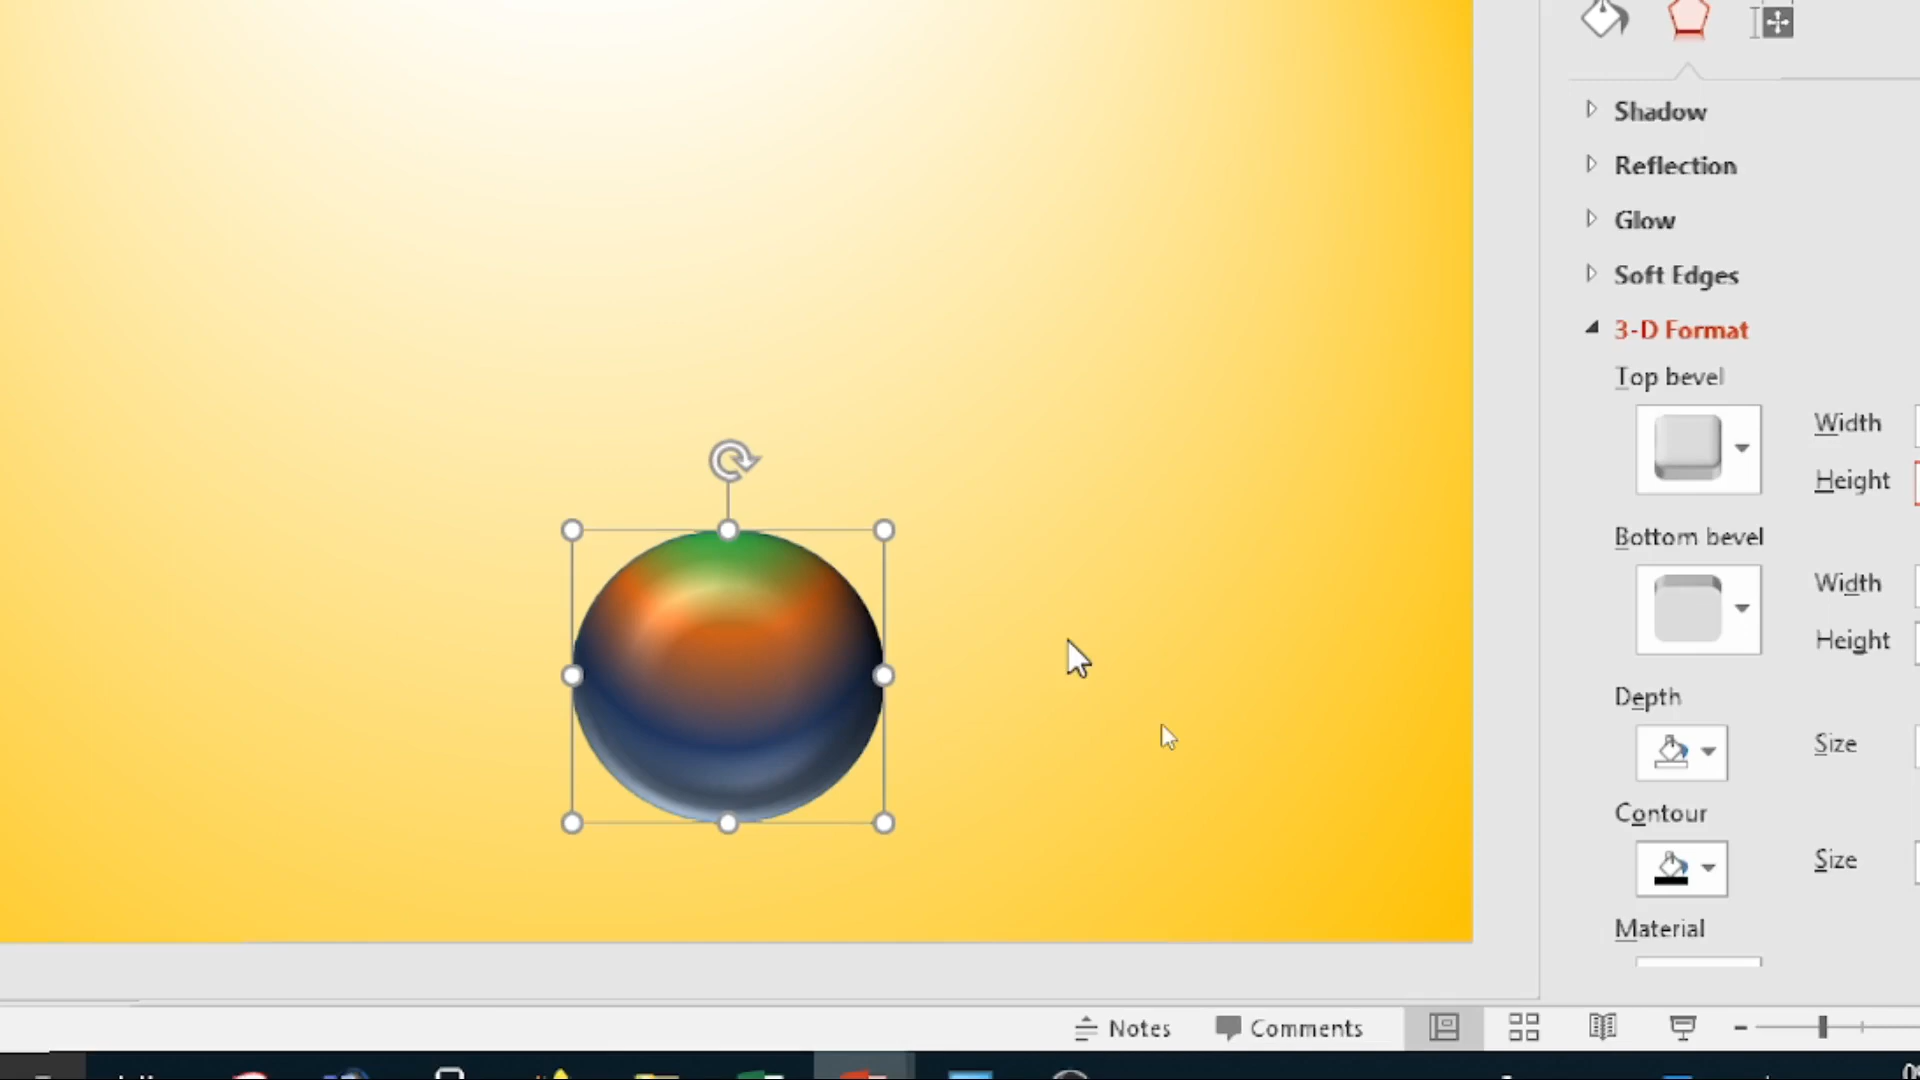 Shadow
Reflection
Glow
Soft Edges
3-D Format
Top bevel
Width
Height
Bottom bevel
Width
Height
Depth
Size
Contour
Size
Material
Notes
Comments